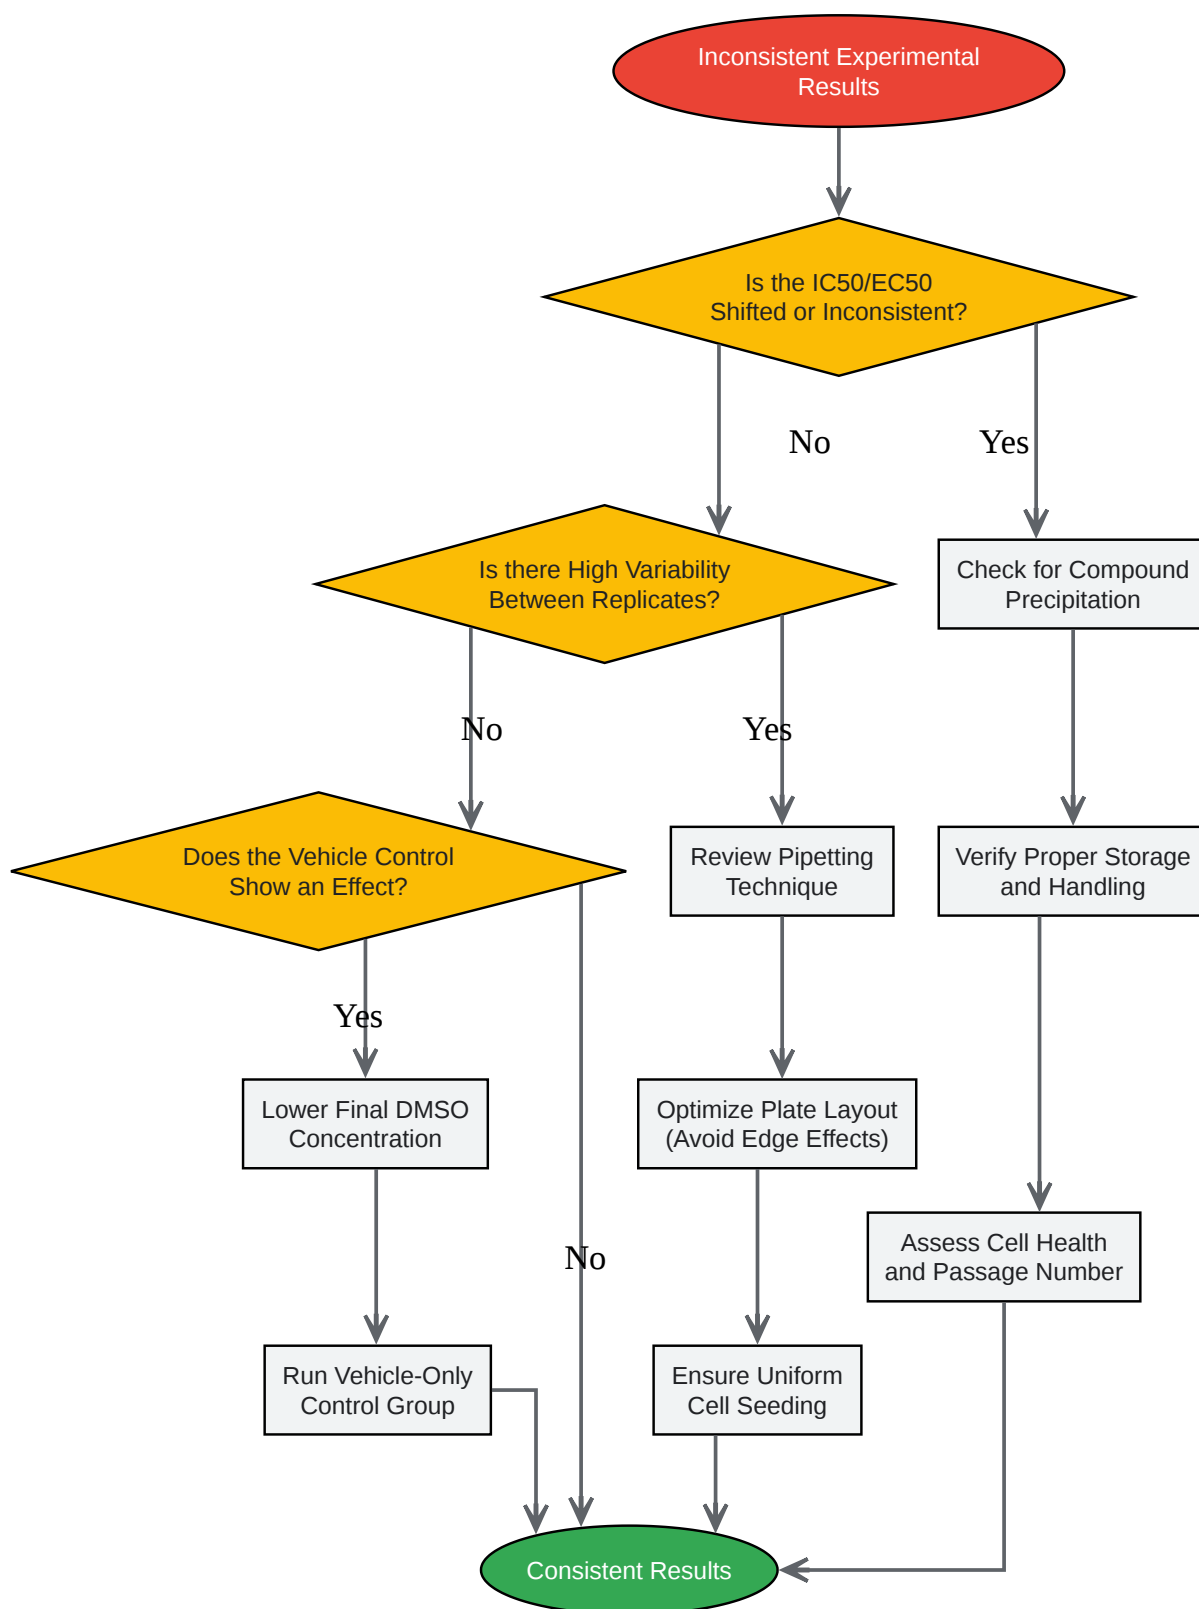 Inconsistent Experimental
Results
Is the IC50/EC50
Shifted or Inconsistent?
No
Yes
Is there High Variability
Between Replicates?
Check for Compound
Precipitation
No
Yes
Does the Vehicle Control
Show an Effect?
Review Pipetting
Technique
Verify Proper Storage
and Handling
Yes
Lower Final DMSO
Concentration
Optimize Plate Layout
(Avoid Edge Effects)
No
Assess Cell Health
and Passage Number
Run Vehicle-Only
Control Group
Ensure Uniform
Cell Seeding
Consistent Results